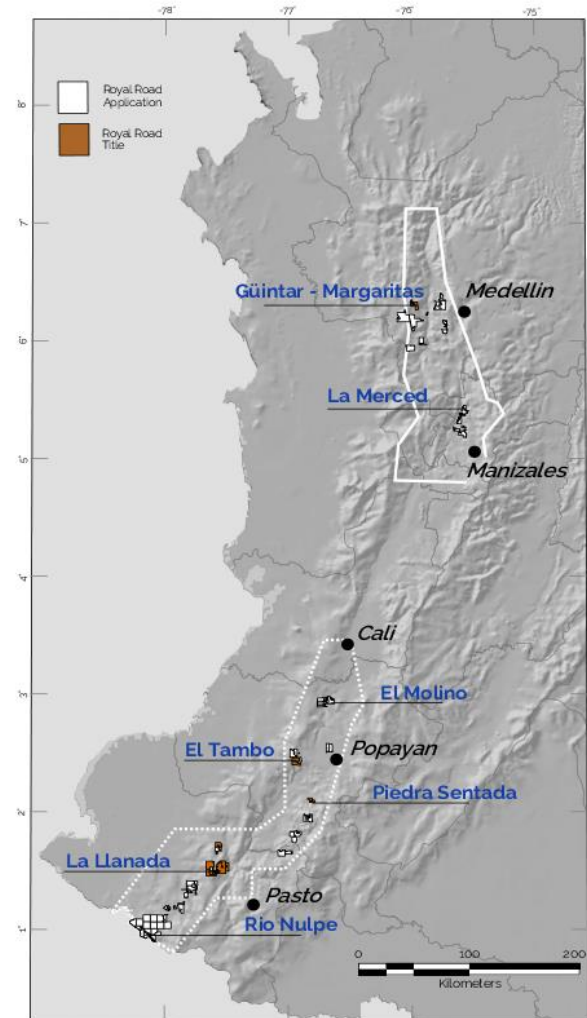 -78°
-77°
-76°
-75°
Royal Road
Application
Royal Road
Title
8°
7°
6°
5°
4°
3°
2°
1°
Güintar - Margaritas
Medellin
La Merced
Manizales
Cali
El Molino
El Tambo
Popayan
Piedra Sentada
La Llanada
Pasto
Rio Nulpe
0 100 200
Kilometers